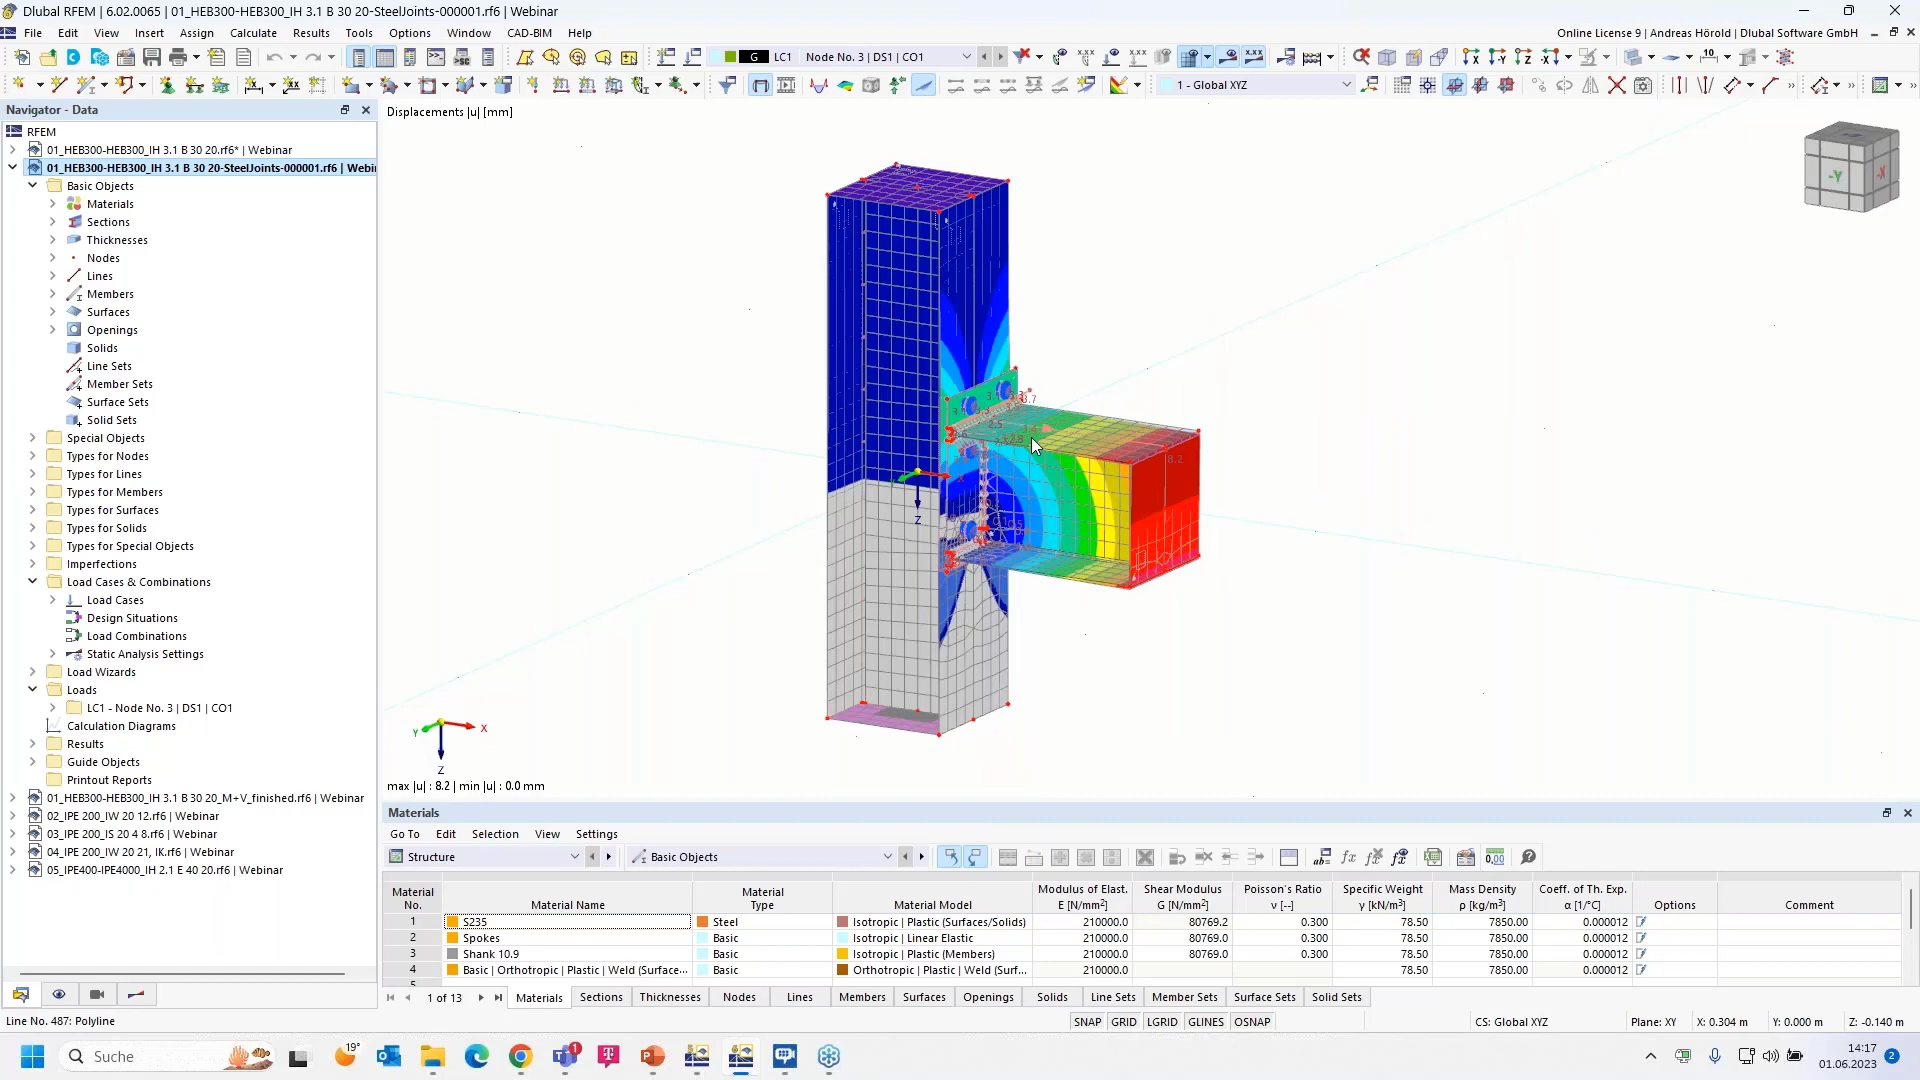 Dlubal RFEM | 6.02.0065 | 01_HEB300-HEB300_IH 3.1 B 30 20-SteelJoints-000001.rf6 | Webinar
File Edit View Insert Assign Calculate Results Tools Options Window CAD-BIM Help
Online License 9 | Andreas Hörold | Dlubal Software GmbH
G LC1 Node No. 3 | DS1 | CO1
1 - Global XYZ
Navigator - Data
RFEM
01_HEB300-HEB300_IH 3.1 B 30 20.rf6* | Webinar
01_HEB300-HEB300_IH 3.1 B 30 20-SteelJoints-000001.rf6 | Webi
Basic Objects
Materials
Sections
Thicknesses
Nodes
Lines
Members
Surfaces
Openings
Solids
Line Sets
Member Sets
Surface Sets
Solid Sets
Special Objects
Types for Nodes
Types for Lines
Types for Members
Types for Surfaces
Types for Solids
Types for Special Objects
Imperfections
Load Cases & Combinations
Load Cases
Design Situations
Load Combinations
Static Analysis Settings
Load Wizards
Loads
LC1 - Node No. 3 | DS1 | CO1
Calculation Diagrams
Results
Guide Objects
Printout Reports
01_HEB300-HEB300_IH 3.1 B 30 20_M+V_finished.rf6 | Webinar
02_IPE 200_IW 20 12.rf6 | Webinar
03_IPE 200_IS 20 4 8.rf6 | Webinar
04_IPE 200_IW 20 21, IK.rf6 | Webinar
05_IPE400-IPE4000_IH 2.1 E 40 20.rf6 | Webinar
Displacements |u| [mm]
-Y -X
8.2
Z
X
Y
Z
max |u| : 8.2 | min |u| : 0.0 mm
Materials
Go To Edit Selection View Settings
Structure Basic Objects
Material No. Material Name Material Type Material Model Modulus of Elast. E [N/mm²] Shear Modulus G [N/mm²] Poisson's Ratio ν [--] Specific Weight γ [kN/m³] Mass Density ρ [kg/m³] Coeff. of Th. Exp. α [1/°C] Options Comment
1 S235 Steel Isotropic | Plastic (Surfaces/Solids) 210000.0 80769.2 0.300 78.50 7850.00 0.000012
2 Spokes Basic Isotropic | Linear Elastic 210000.0 80769.0 0.300 78.50 7850.00 0.000012
3 Shank 10.9 Basic Isotropic | Plastic (Members) 210000.0 80769.0 0.300 78.50 7850.00 0.000012
4 Basic | Orthotropic | Plastic | Weld (Surface... Basic Orthotropic | Plastic | Weld (Surf... 210000.0 78.50 7850.00 0.000012
1 of 13 Materials Sections Thicknesses Nodes Lines Members Surfaces Openings Solids Line Sets Member Sets Surface Sets Solid Sets
Line No. 487: Polyline
SNAP GRID LGRID GLINES OSNAP
CS: Global XYZ Plane: XY X: 0.304 m Y: 0.000 m Z: -0.140 m
Suche
19°
1
14:17
01.06.2023
2